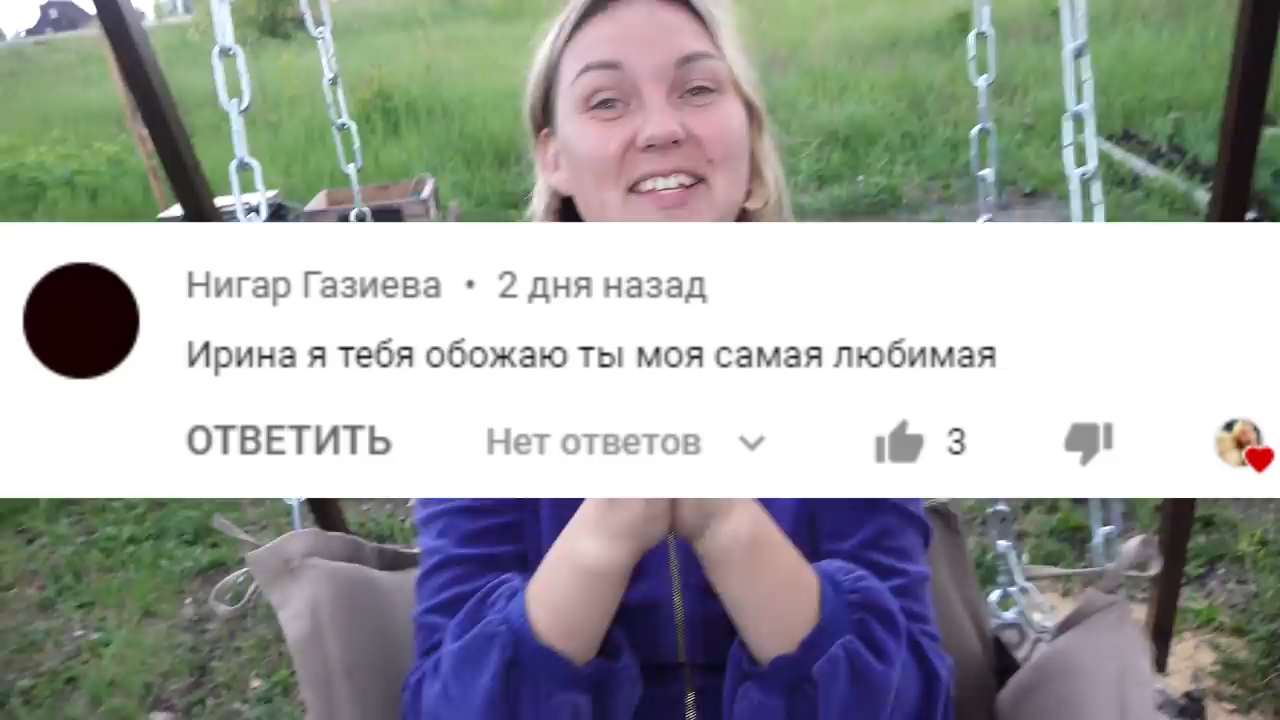 Нигар Газиева • 2 дня назад
Ирина я тебя обожаю ты моя самая любимая
ОТВЕТИТЬ Нет ответов 3